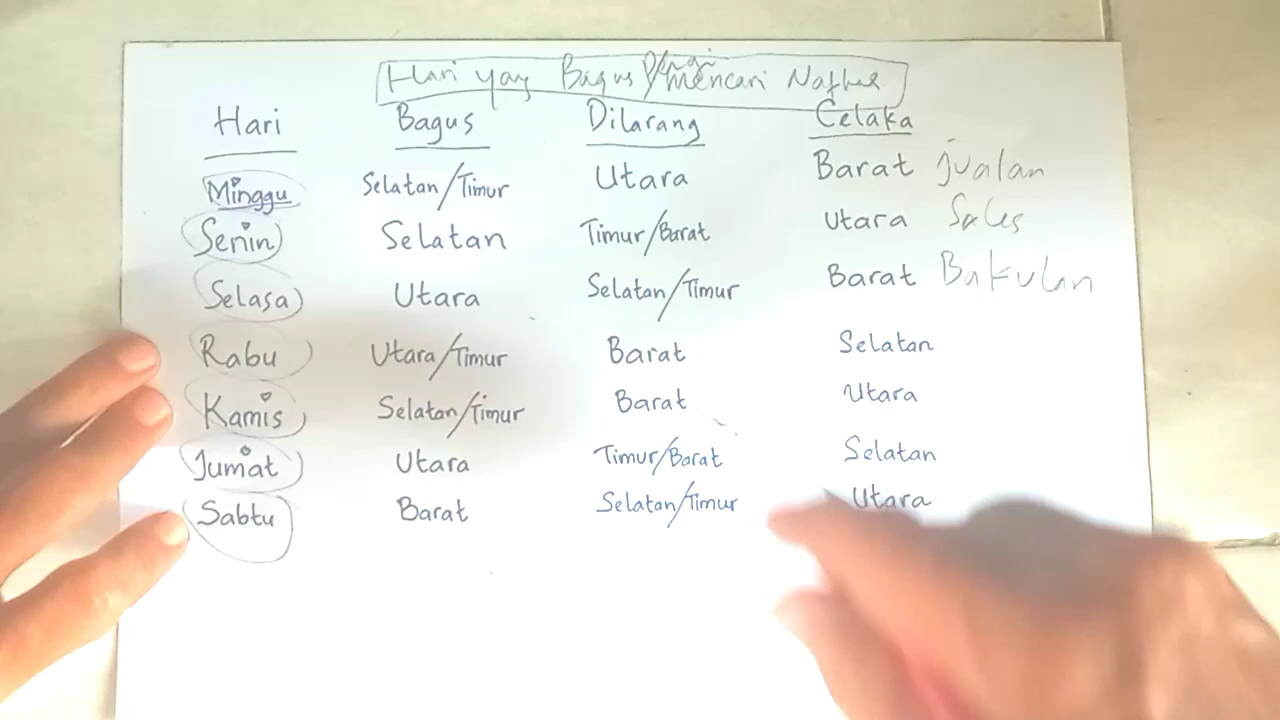 Hari yang Bagus Pergi mencari Nafkah
Hari Bagus Dilarang Celaka
Minggu Selatan/Timur Utara Barat Jualan
Senin Selatan Timur/Barat Utara Sales
Selasa Utara Selatan/Timur Barat Bakulan
Rabu Utara/Timur Barat Selatan
Kamis Selatan/Timur Barat Utara
Jumat Utara Timur/Barat Selatan
Sabtu Barat Selatan/Timur Utara